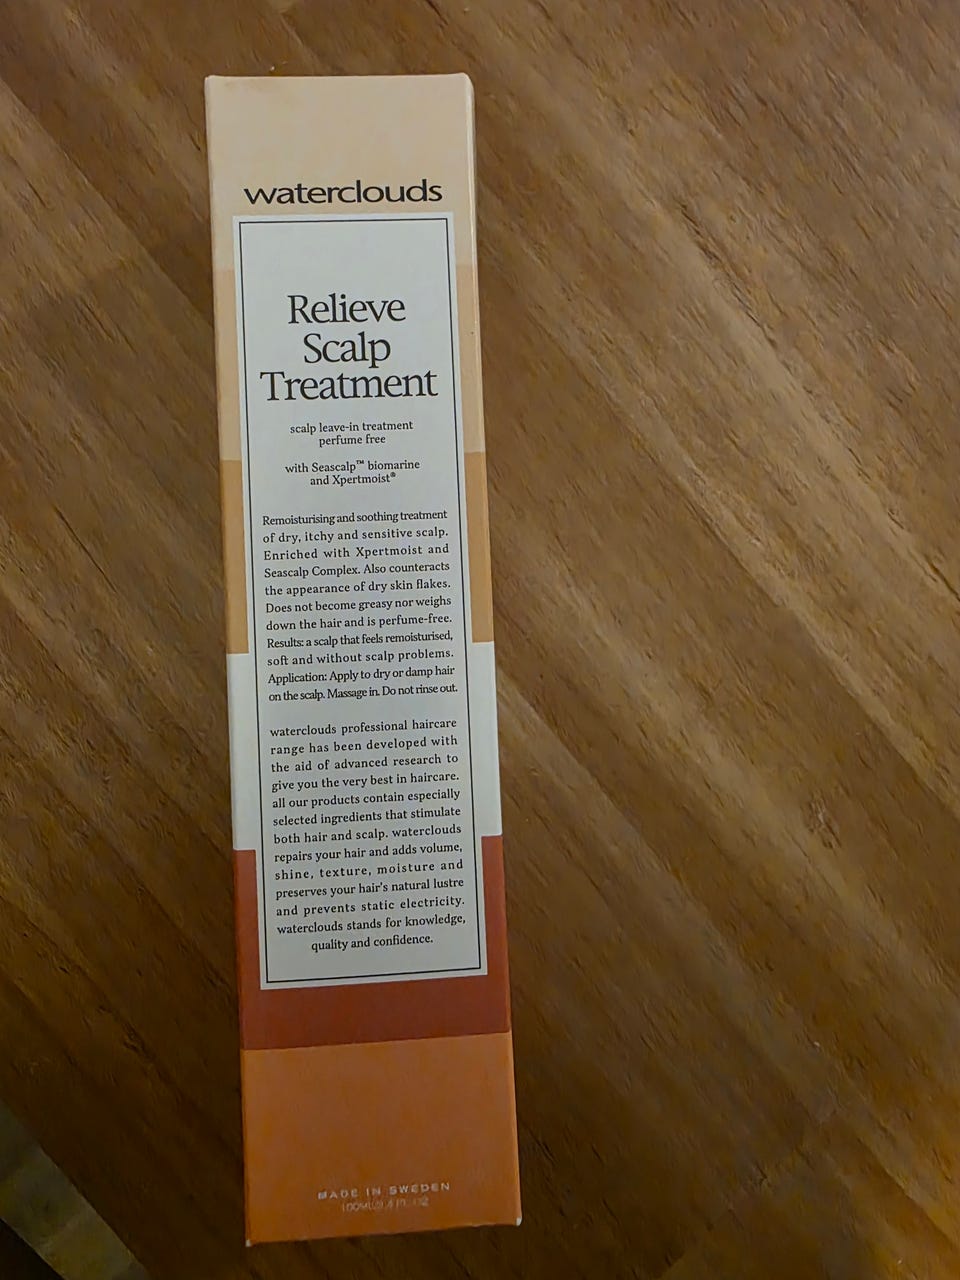 waterclouds
Relieve
Scalp
Treatment
scalp leave-in treatment
perfume free
with Seascalp™ biomarine
and Xpertmoist®
Remoisturising and soothing treatment
of dry, itchy and sensitive scalp.
Enriched with Xpertmoist and
Seascalp Complex. Also counteracts
the appearance of dry skin flakes.
Does not become greasy nor weighs
down the hair and is perfume-free.
Results: a scalp that feels remoisturised,
soft and without scalp problems.
Application: Apply to dry or damp hair
on the scalp. Massage in. Do not rinse out.
waterclouds professional haircare
range has been developed with
the aid of advanced research to
give you the very best in haircare.
all our products contain especially
selected ingredients that stimulate
both hair and scalp. waterclouds
repairs your hair and adds volume,
shine, texture, moisture and
preserves your hair's natural lustre
and prevents static electricity.
waterclouds stands for knowledge,
quality and confidence.
MADE IN SWEDEN
100ML/3.4 FL. OZ